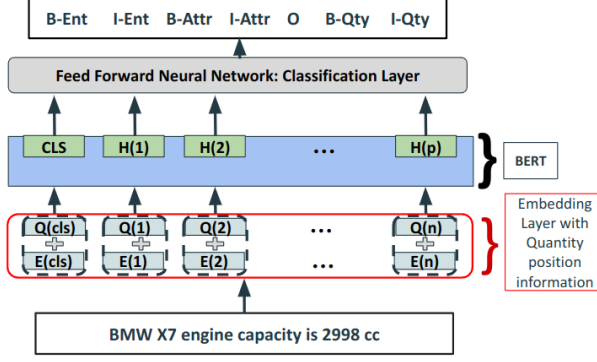 B-Ent I-Ent B-Attr I-Attr O B-Qty I-Qty
Feed Forward Neural Network: Classification Layer
CLS H(1) H(2) ... H(p)
BERT
Q(cls) Q(1) Q(2) ... Q(n)
E(cls) E(1) E(2) ... E(n)
Embedding
Layer with
Quantity
position
information
BMW X7 engine capacity is 2998 cc